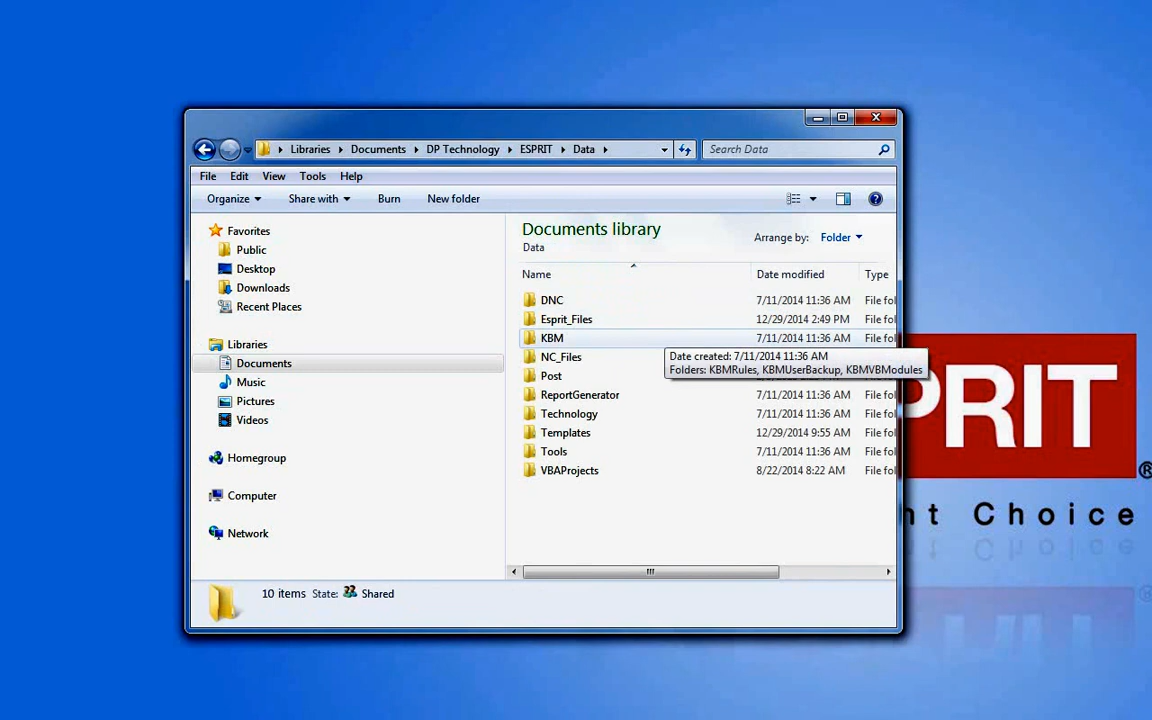 Libraries Documents DP Technology ESPRIT Data
Search Data
File Edit View Tools Help
Organize Share with Burn New folder
Favorites
Public
Desktop
Downloads
Recent Places
Libraries
Documents
Music
Pictures
Videos
Homegroup
Computer
Network
Documents library
Data
Arrange by: Folder
Name Date modified Type
DNC 7/11/2014 11:36 AM File fol
Esprit_Files 12/29/2014 2:49 PM File fol
KBM 7/11/2014 11:36 AM File fol
Date created: 7/11/2014 11:36 AM
Folders: KBMRules, KBMUserBackup, KBMVBModules
NC_Files
Post
ReportGenerator 7/11/2014 11:36 AM File fol
Technology 7/11/2014 11:36 AM File fol
Templates 12/29/2014 9:55 AM File fol
Tools 7/11/2014 11:36 AM File fol
VBAProjects 8/22/2014 8:22 AM File fol
10 items State: Shared
PRIT®
ht Choice